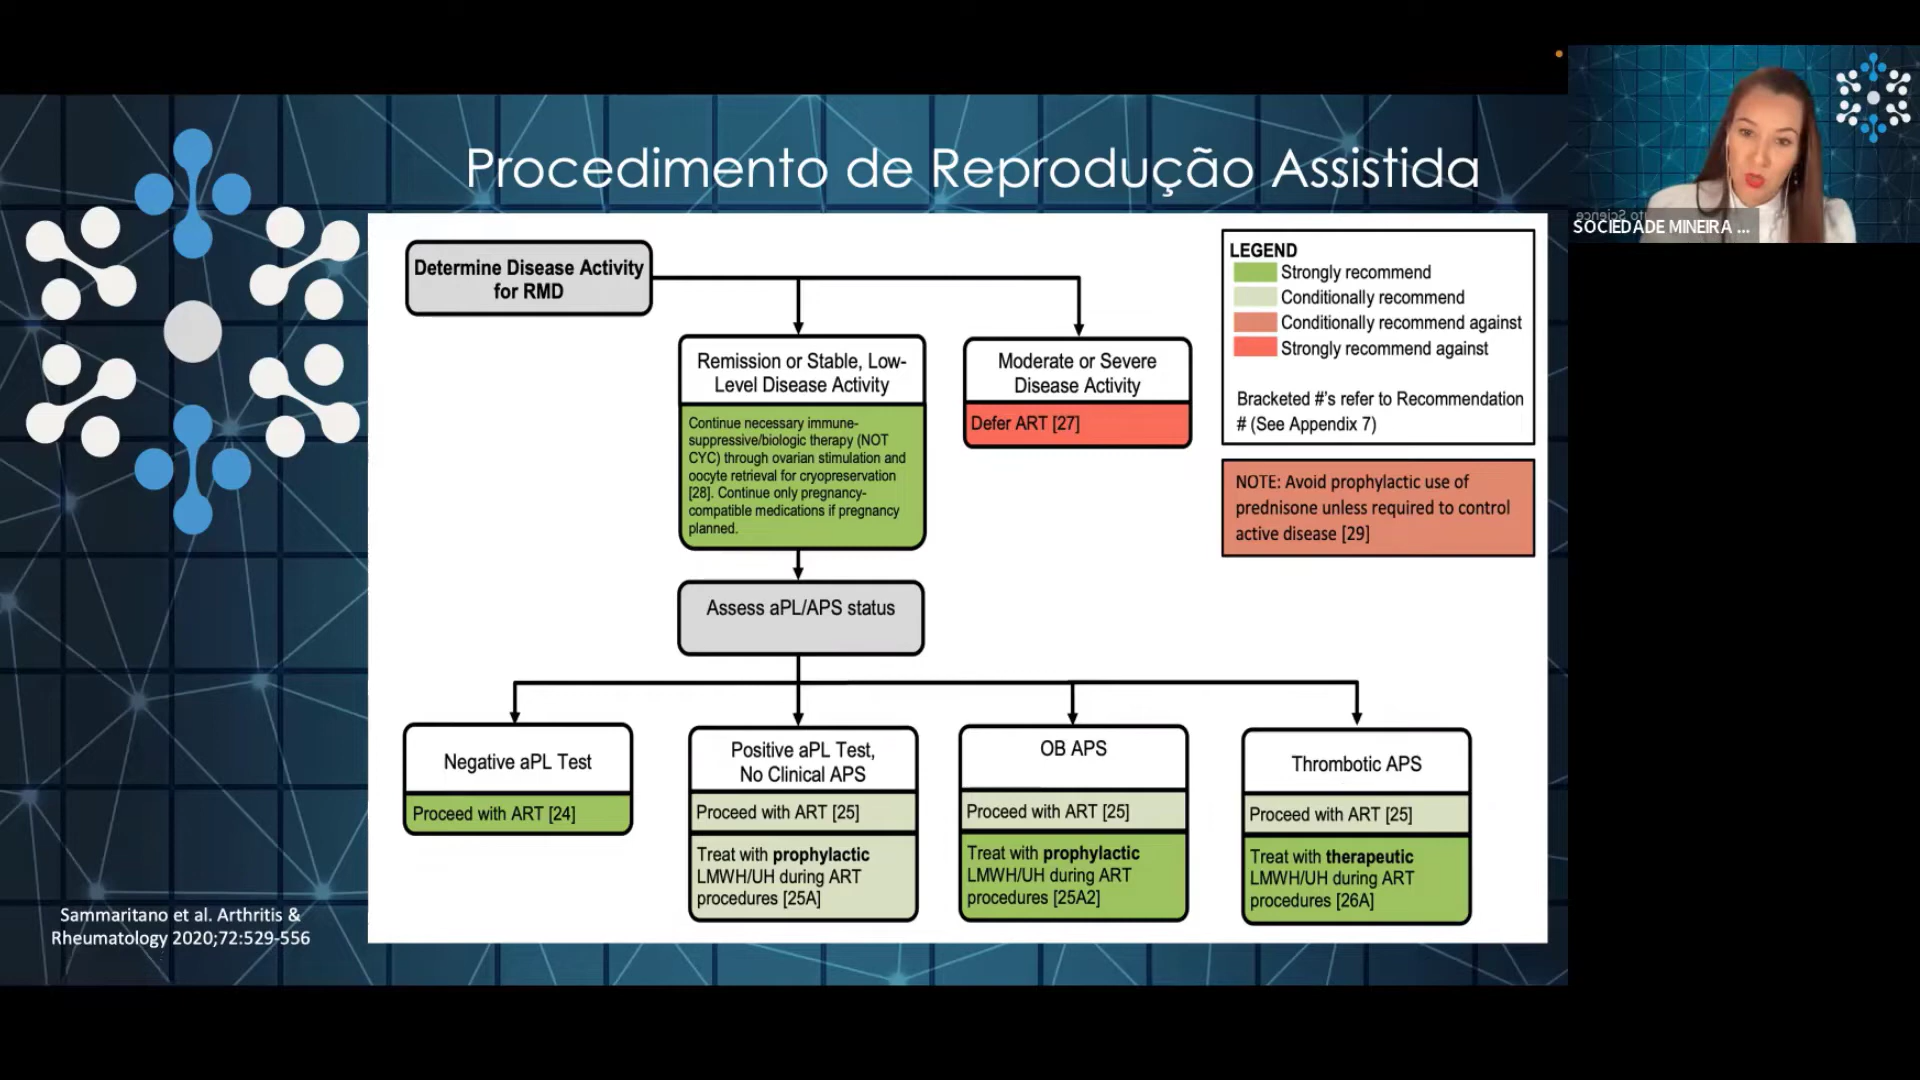 Procedimento de Reprodução Assistida
Determine Disease Activity
for RMD
Remission or Stable, Low-
Level Disease Activity
Continue necessary immune-
suppressive/biologic therapy (NOT
CYC) through ovarian stimulation and
oocyte retrieval for cryopreservation
[28]. Continue only pregnancy-
compatible medications if pregnancy
planned.
Moderate or Severe
Disease Activity
Defer ART [27]
LEGEND
Strongly recommend
Conditionally recommend
Conditionally recommend against
Strongly recommend against
Bracketed #'s refer to Recommendation
# (See Appendix 7)
NOTE: Avoid prophylactic use of
prednisone unless required to control
active disease [29]
Assess aPL/APS status
Negative aPL Test
Proceed with ART [24]
Positive aPL Test,
No Clinical APS
Proceed with ART [25]
Treat with prophylactic
LMWH/UH during ART
procedures [25A]
OB APS
Proceed with ART [25]
Treat with prophylactic
LMWH/UH during ART
procedures [25A2]
Thrombotic APS
Proceed with ART [25]
Treat with therapeutic
LMWH/UH during ART
procedures [26A]
Sammaritano et al. Arthritis &
Rheumatology 2020;72:529-556
SOCIEDADE MINEIRA ...